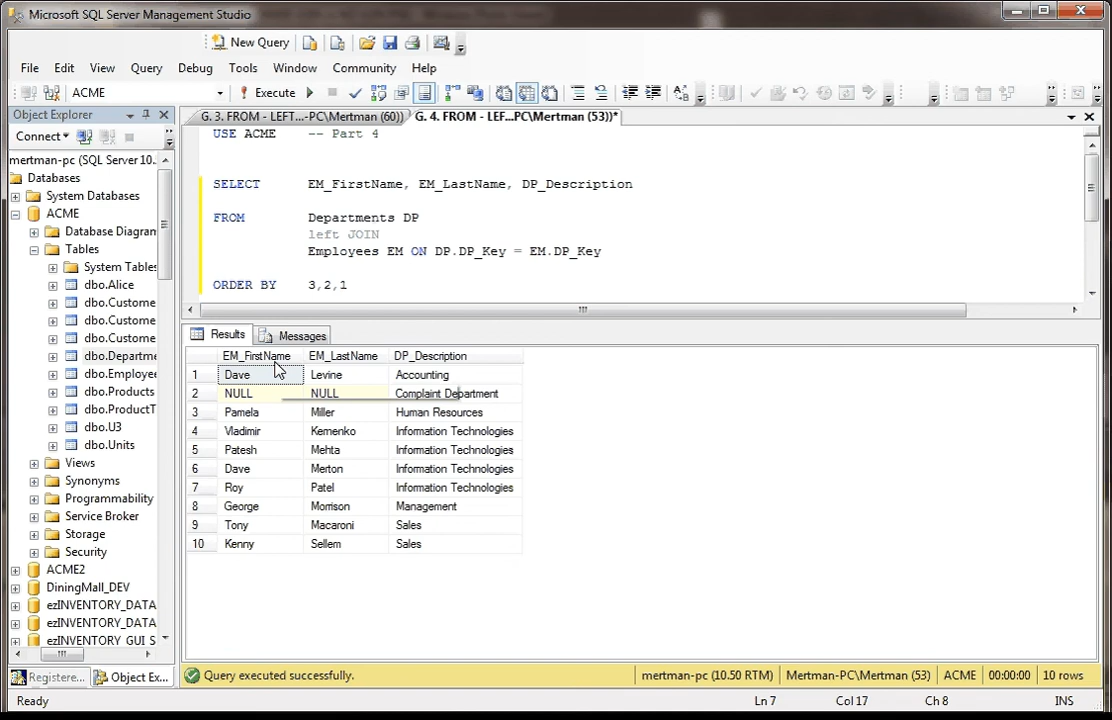 Microsoft SQL Server Management Studio
New Query
File Edit View Query Debug Tools Window Community Help
ACME Execute
Object Explorer
G. 3. FROM - LEFT...-PC\Mertman (60))
G. 4. FROM - LEF...PC\Mertman (53))*
Connect
mertman-pc (SQL Server 10.
Databases
System Databases
ACME
Database Diagran
Tables
System Tables
dbo.Alice
dbo.Custome
dbo.Custome
dbo.Custome
dbo.Departme
dbo.Employee
dbo.Products
dbo.ProductT
dbo.U3
dbo.Units
Views
Synonyms
Programmability
Service Broker
Storage
Security
ACME2
DiningMall_DEV
ezINVENTORY_DATA
ezINVENTORY_DATA
ezINVENTORY GUI S
Registere... Object Ex...
USE ACME -- Part 4
SELECT EM_FirstName, EM_LastName, DP_Description
FROM Departments DP
left JOIN
Employees EM ON DP.DP_Key = EM.DP_Key
ORDER BY 3,2,1
Results Messages
EM_FirstName EM_LastName DP_Description
1 Dave Levine Accounting
2 NULL NULL Complaint Department
3 Pamela Miller Human Resources
4 Vladimir Kemenko Information Technologies
5 Patesh Mehta Information Technologies
6 Dave Merton Information Technologies
7 Roy Patel Information Technologies
8 George Morrison Management
9 Tony Macaroni Sales
10 Kenny Sellem Sales
Query executed successfully. mertman-pc (10.50 RTM) Mertman-PC\Mertman (53) ACME 00:00:00 10 rows
Ready Ln 7 Col 17 Ch 8 INS